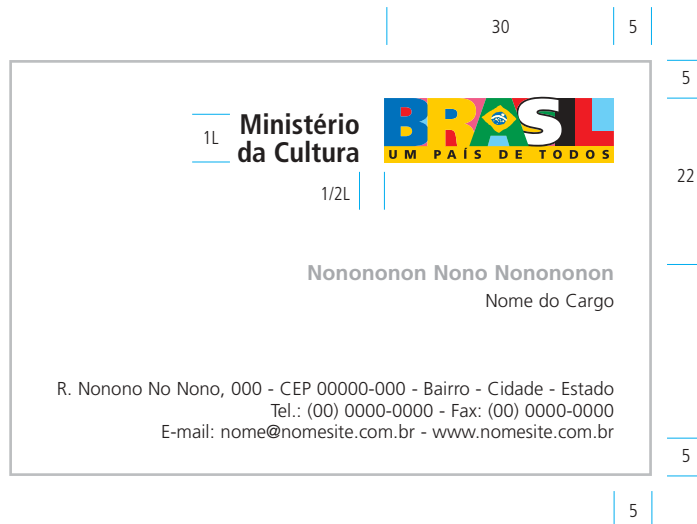 30 5
5
1L Ministério
da Cultura
BRASIL
UM PAÍS DE TODOS
22
1/2L
Nonononon Nono Nonononon
Nome do Cargo
R. Nonono No Nono, 000 - CEP 00000-000 - Bairro - Cidade - Estado
Tel.: (00) 0000-0000 - Fax: (00) 0000-0000
E-mail: nome@nomesite.com.br - www.nomesite.com.br
5
5